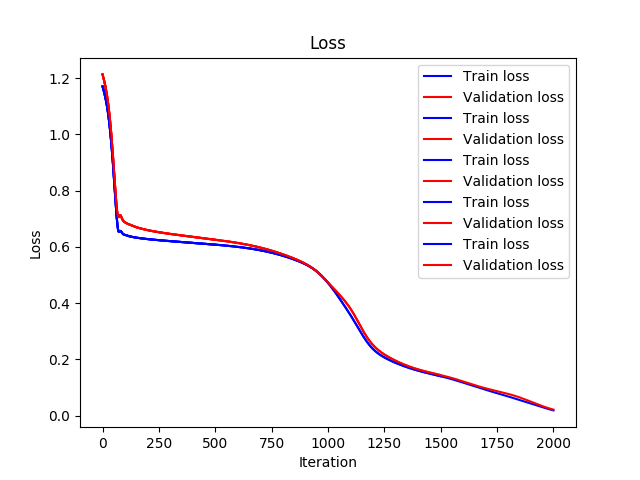 Loss
Train loss
Validation loss
Train loss
Validation loss
Train loss
Validation loss
Train loss
Validation loss
Train loss
Validation loss
1.2
1.0
0.8
0.6
0.4
0.2
0.0
Loss
0 250 500 750 1000 1250 1500 1750 2000
Iteration